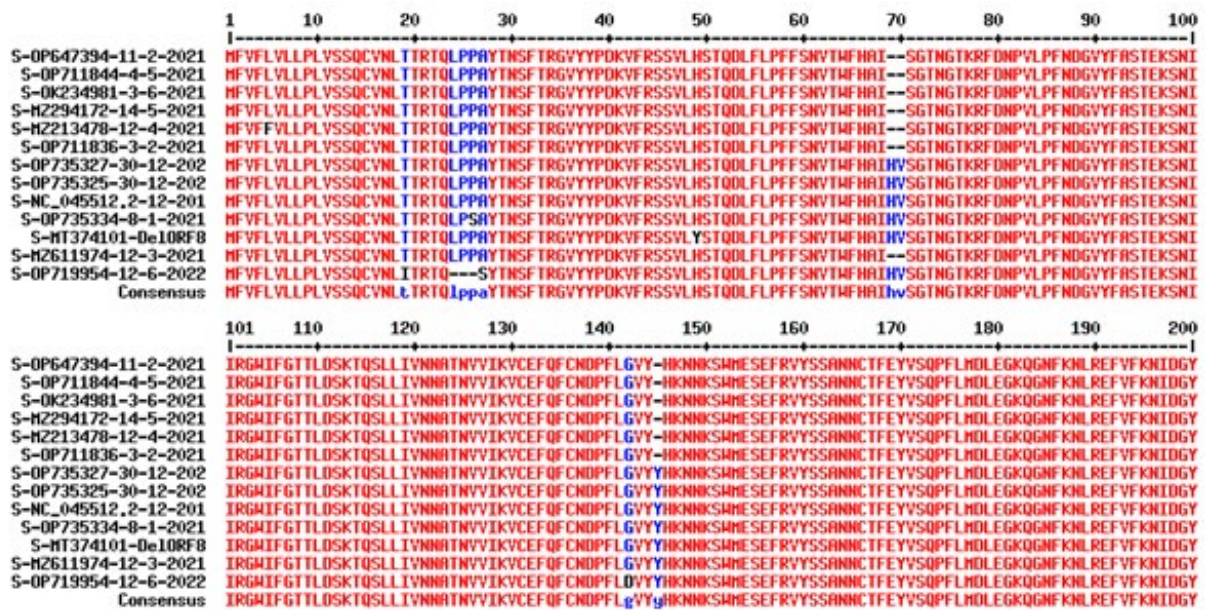 1 10 20 30 40 50 60 70 80 90 100
|--------+---------+---------+---------+---------+---------+---------+---------+---------+---------|
S-OP647394-11-2-2021 MFVFLVLLPLVSSQCVNLTTRTQLPPAYTNSFTRGVYYPDKVFRSSVLHSTQDLFLPFFSNVTWFHAI--SGTNGTKRFDNPVLPFNDGVYFASTEKSNI
S-OP711844-4-5-2021 MFVFLVLLPLVSSQCVNLTTRTQLPPAYTNSFTRGVYYPDKVFRSSVLHSTQDLFLPFFSNVTWFHAI--SGTNGTKRFDNPVLPFNDGVYFASTEKSNI
S-OK234981-3-6-2021 MFVFLVLLPLVSSQCVNLTTRTQLPPAYTNSFTRGVYYPDKVFRSSVLHSTQDLFLPFFSNVTWFHAI--SGTNGTKRFDNPVLPFNDGVYFASTEKSNI
S-MZ294172-14-5-2021 MFVFLVLLPLVSSQCVNLTTRTQLPPAYTNSFTRGVYYPDKVFRSSVLHSTQDLFLPFFSNVTWFHAI--SGTNGTKRFDNPVLPFNDGVYFASTEKSNI
S-MZ213478-12-4-2021 MFVFFVLLPLVSSQCVNLTTRTQLPPAYTNSFTRGVYYPDKVFRSSVLHSTQDLFLPFFSNVTWFHAI--SGTNGTKRFDNPVLPFNDGVYFASTEKSNI
S-OP711836-3-2-2021 MFVFLVLLPLVSSQCVNLTTRTQLPPAYTNSFTRGVYYPDKVFRSSVLHSTQDLFLPFFSNVTWFHAI--SGTNGTKRFDNPVLPFNDGVYFASTEKSNI
S-OP735327-30-12-202 MFVFLVLLPLVSSQCVNLTTRTQLPPAYTNSFTRGVYYPDKVFRSSVLHSTQDLFLPFFSNVTWFHAIHVSGTNGTKRFDNPVLPFNDGVYFASTEKSNI
S-OP735325-30-12-202 MFVFLVLLPLVSSQCVNLTTRTQLPPAYTNSFTRGVYYPDKVFRSSVLHSTQDLFLPFFSNVTWFHAIHVSGTNGTKRFDNPVLPFNDGVYFASTEKSNI
S-NC_045512,2-12-201 MFVFLVLLPLVSSQCVNLTTRTQLPPAYTNSFTRGVYYPDKVFRSSVLHSTQDLFLPFFSNVTWFHAIHVSGTNGTKRFDNPVLPFNDGVYFASTEKSNI
S-OP735334-8-1-2021 MFVFLVLLPLVSSQCVNLTTRTQLPSAYTNSFTRGVYYPDKVFRSSVLHSTQDLFLPFFSNVTWFHAIHVSGTNGTKRFDNPVLPFNDGVYFASTEKSNI
S-MT374101-DelORF8 MFVFLVLLPLVSSQCVNLTTRTQLPPAYTNSFTRGVYYPDKVFRSSVLYSTQDLFLPFFSNVTWFHAIHVSGTNGTKRFDNPVLPFNDGVYFASTEKSNI
S-MZ611974-12-3-2021 MFVFLVLLPLVSSQCVNLTTRTQLPPAYTNSFTRGVYYPDKVFRSSVLHSTQDLFLPFFSNVTWFHAI--SGTNGTKRFDNPVLPFNDGVYFASTEKSNI
S-OP719954-12-6-2022 MFVFLVLLPLVSSQCVNLITRTQ---SYTNSFTRGVYYPDKVFRSSVLHSTQDLFLPFFSNVTWFHAIHVSGTNGTKRFDNPVLPFNDGVYFASTEKSNI
Consensus MFVFLVLLPLVSSQCVNLtTRTQlppaYTNSFTRGVYYPDKVFRSSVLHSTQDLFLPFFSNVTWFHAIhvSGTNGTKRFDNPVLPFNDGVYFASTEKSNI
101 110 120 130 140 150 160 170 180 190 200
|--------+---------+---------+---------+---------+---------+---------+---------+---------+---------|
S-OP647394-11-2-2021 IRGWIFGTTLDSKTQSLLIVNNATNVVIKVCEFQFCNDPFLGVY-HKNNKSWMESEFRVYSSANNCTFEYVSQPFLMDLEGKQGNFKNLREFVFKNIDGY
S-OP711844-4-5-2021 IRGWIFGTTLDSKTQSLLIVNNATNVVIKVCEFQFCNDPFLGVY-HKNNKSWMESEFRVYSSANNCTFEYVSQPFLMDLEGKQGNFKNLREFVFKNIDGY
S-OK234981-3-6-2021 IRGWIFGTTLDSKTQSLLIVNNATNVVIKVCEFQFCNDPFLGVY-HKNNKSWMESEFRVYSSANNCTFEYVSQPFLMDLEGKQGNFKNLREFVFKNIDGY
S-MZ294172-14-5-2021 IRGWIFGTTLDSKTQSLLIVNNATNVVIKVCEFQFCNDPFLGVY-HKNNKSWMESEFRVYSSANNCTFEYVSQPFLMDLEGKQGNFKNLREFVFKNIDGY
S-MZ213478-12-4-2021 IRGWIFGTTLDSKTQSLLIVNNATNVVIKVCEFQFCNDPFLGVY-HKNNKSWMESEFRVYSSANNCTFEYVSQPFLMDLEGKQGNFKNLREFVFKNIDGY
S-OP711836-3-2-2021 IRGWIFGTTLDSKTQSLLIVNNATNVVIKVCEFQFCNDPFLGVY-HKNNKSWMESEFRVYSSANNCTFEYVSQPFLMDLEGKQGNFKNLREFVFKNIDGY
S-OP735327-30-12-202 IRGWIFGTTLDSKTQSLLIVNNATNVVIKVCEFQFCNDPFLGVYYHKNNKSWMESEFRVYSSANNCTFEYVSQPFLMDLEGKQGNFKNLREFVFKNIDGY
S-OP735325-30-12-202 IRGWIFGTTLDSKTQSLLIVNNATNVVIKVCEFQFCNDPFLGVYYHKNNKSWMESEFRVYSSANNCTFEYVSQPFLMDLEGKQGNFKNLREFVFKNIDGY
S-NC_045512,2-12-201 IRGWIFGTTLDSKTQSLLIVNNATNVVIKVCEFQFCNDPFLGVYYHKNNKSWMESEFRVYSSANNCTFEYVSQPFLMDLEGKQGNFKNLREFVFKNIDGY
S-OP735334-8-1-2021 IRGWIFGTTLDSKTQSLLIVNNATNVVIKVCEFQFCNDPFLGVYYHKNNKSWMESEFRVYSSANNCTFEYVSQPFLMDLEGKQGNFKNLREFVFKNIDGY
S-MT374101-DelORF8 IRGWIFGTTLDSKTQSLLIVNNATNVVIKVCEFQFCNDPFLGVYYHKNNKSWMESEFRVYSSANNCTFEYVSQPFLMDLEGKQGNFKNLREFVFKNIDGY
S-MZ611974-12-3-2021 IRGWIFGTTLDSKTQSLLIVNNATNVVIKVCEFQFCNDPFLGVYYHKNNKSWMESEFRVYSSANNCTFEYVSQPFLMDLEGKQGNFKNLREFVFKNIDGY
S-OP719954-12-6-2022 IRGWIFGTTLDSKTQSLLIVNNATNVVIKVCEFQFCNDPFLDVYYHKNNKSWMESEFRVYSSANNCTFEYVSQPFLMDLEGKQGNFKNLREFVFKNIDGY
Consensus IRGWIFGTTLDSKTQSLLIVNNATNVVIKVCEFQFCNDPFLgVYyHKNNKSWMESEFRVYSSANNCTFEYVSQPFLMDLEGKQGNFKNLREFVFKNIDGY